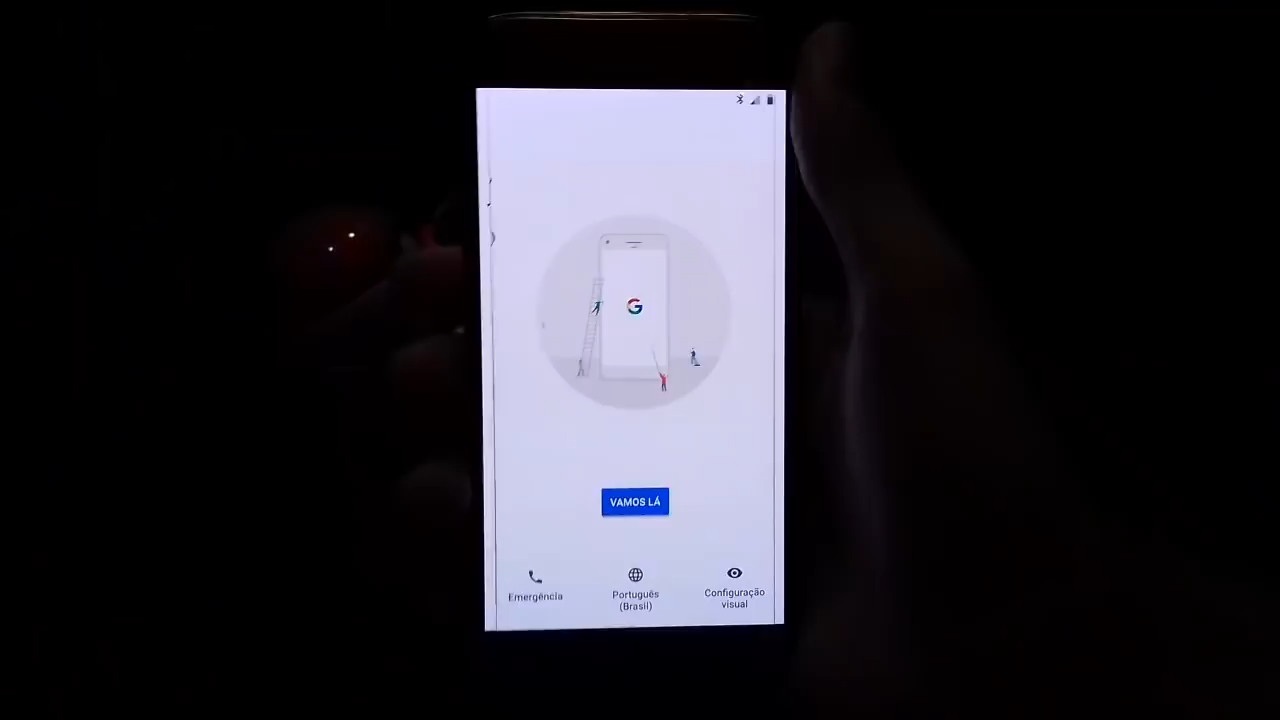 G
VAMOS LÁ
Emergência
Português
(Brasil)
Configuração
visual